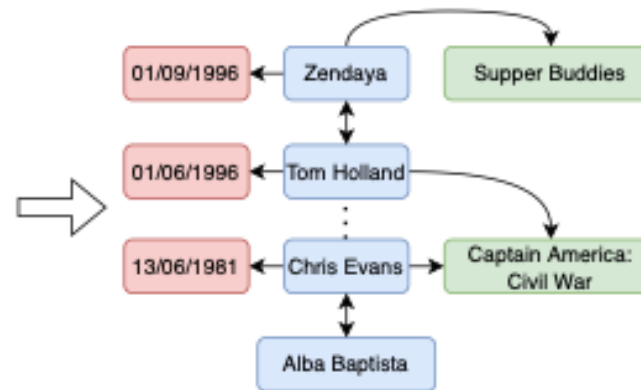 01/09/1996
Zendaya
Supper Buddies
01/06/1996
Tom Holland
13/06/1981
Chris Evans
Captain America:
Civil War
Alba Baptista